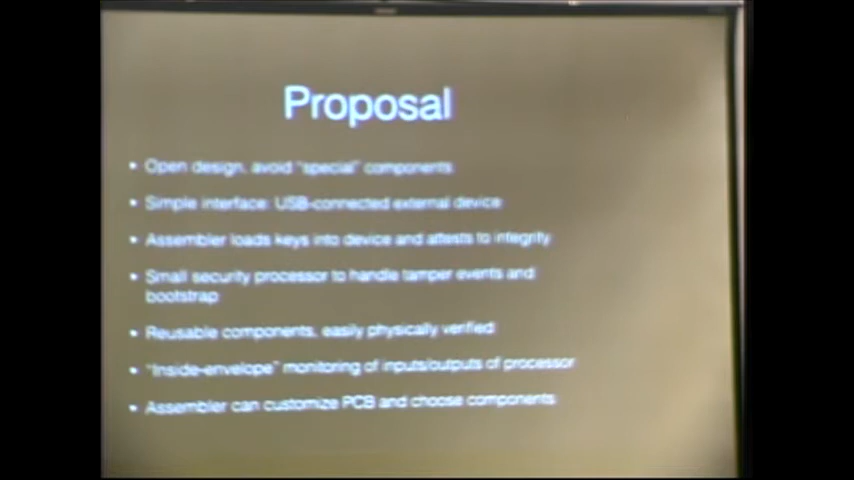 Proposal
• Open design, avoid "special" components
• Simple interface: USB-connected external device
• Assembler loads keys into device and attests to integrity
• Small security processor to handle tamper events and
bootstrap
• Reusable components, easily physically verified
• "Inside-envelope" monitoring of inputs/outputs of processor
• Assembler can customize PCB and choose components